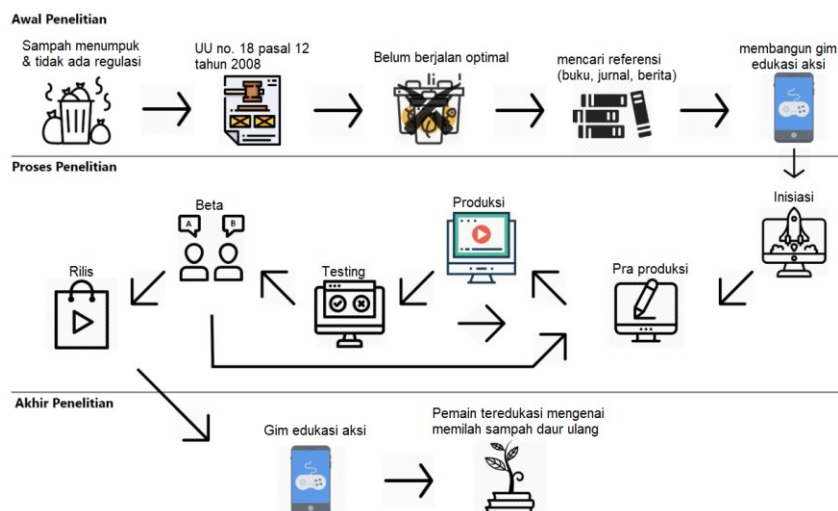 Awal Penelitian
Sampah menumpuk
& tidak ada regulasi
UU no. 18 pasal 12
tahun 2008
Belum berjalan optimal
mencari referensi
(buku, jurnal, berita)
membangun gim
edukasi aksi
Proses Penelitian
Inisiasi
Pra produksi
Produksi
Testing
Beta
A
B
Rilis
Akhir Penelitian
Gim edukasi aksi
Pemain teredukasi mengenai
memilah sampah daur ulang